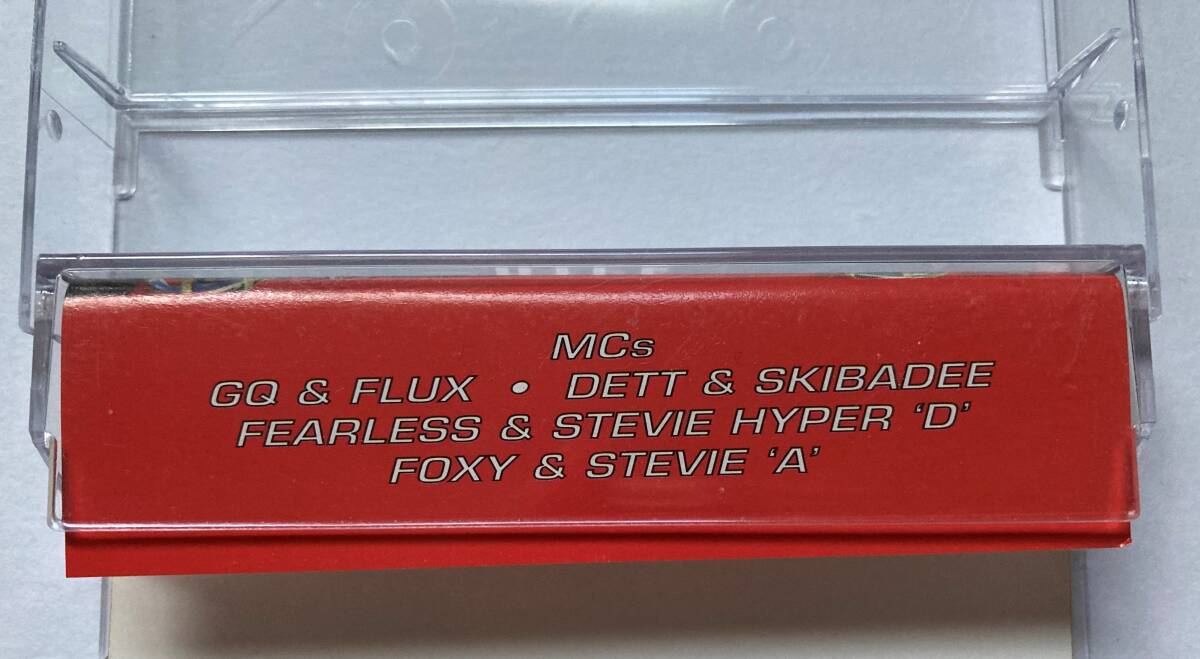 MCs
GQ & FLUX • DETT & SKIBADEE
FEARLESS & STEVIE HYPER ‘D’
FOXY & STEVIE ‘A’